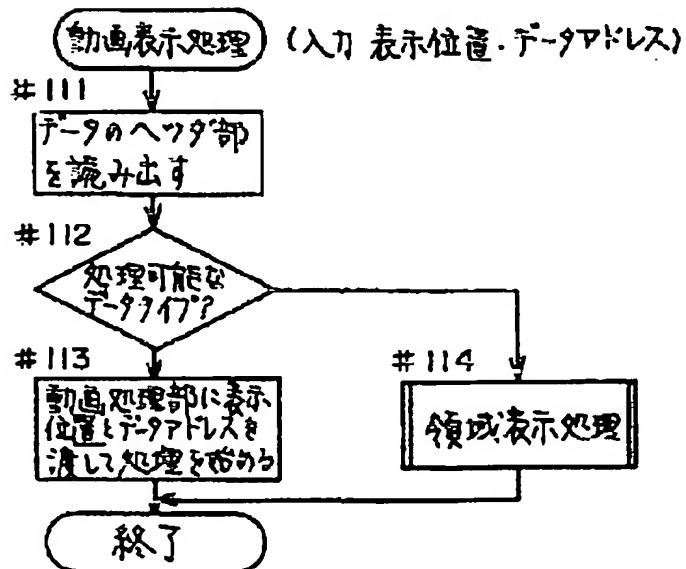 動画表示処理 (入力 表示位置・データアドレス)
#111
データのヘッダ部
を読み出す
#112
処理可能な
データタイプ?
#113
動画処理部に表示
位置とデータアドレスを
渡して処理を始める
#114
領域表示処理
終了